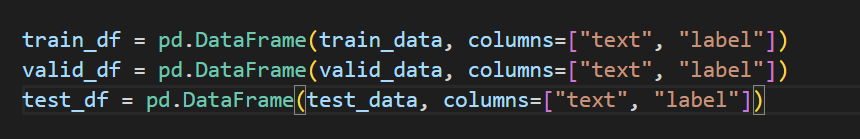 train_df = pd.DataFrame(train_data, columns=["text", "label"])
valid_df = pd.DataFrame(valid_data, columns=["text", "label"])
test_df = pd.DataFrame(test_data, columns=["text", "label"])